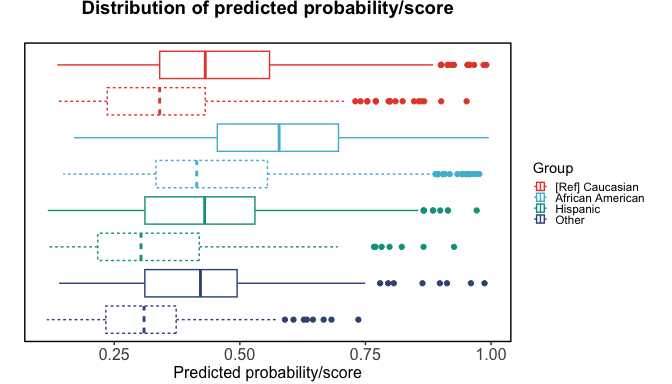 Distribution of predicted probability/score
Group
[Ref] Caucasian
African American
Hispanic
Other
0.25 0.50 0.75 1.00
Predicted probability/score